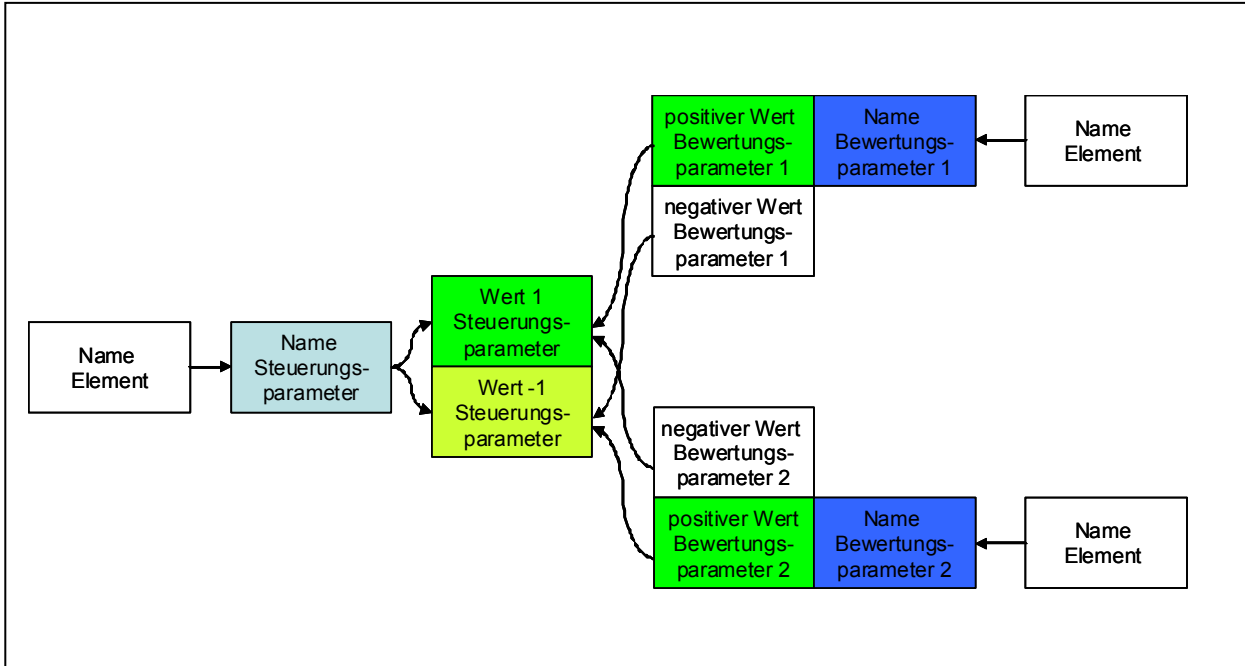 Name
Element
Name
Steuerungs-
parameter
Wert 1
Steuerungs-
parameter
Wert -1
Steuerungs-
parameter
positiver Wert
Bewertungs-
parameter 1
Name
Bewertungs-
parameter 1
Name
Element
negativer Wert
Bewertungs-
parameter 1
negativer Wert
Bewertungs-
parameter 2
positiver Wert
Bewertungs-
parameter 2
Name
Bewertungs-
parameter 2
Name
Element